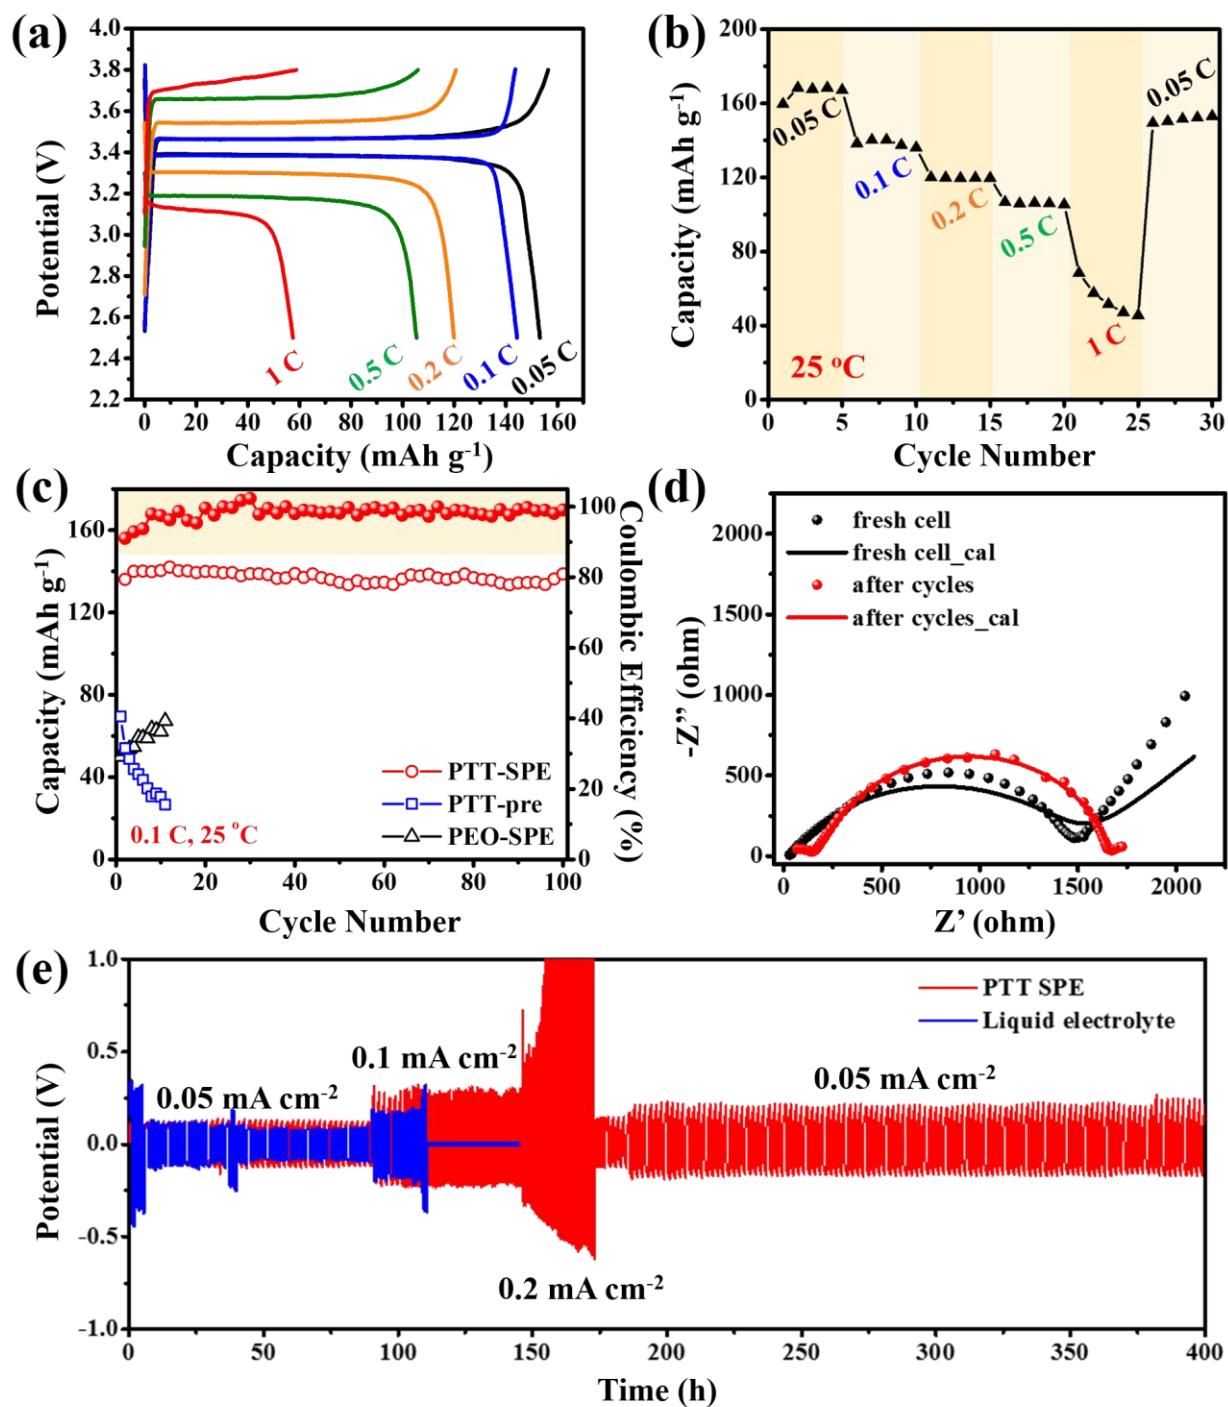 (a)
4.0
3.8
3.6
3.4
3.2
3.0
2.8
2.6
2.4
2.2
Potential (V)
1 C
0.5 C
0.2 C
0.1 C
0.05 C
0 20 40 60 80 100 120 140 160
Capacity (mAh g-1)
(b)
200
160
120
80
40
0
Capacity (mAh g-1)
0.05 C
0.1 C
0.2 C
0.5 C
1 C
0.05 C
25 oC
0 5 10 15 20 25 30
Cycle Number
(c)
160
120
80
40
0
Capacity (mAh g-1)
100
80
60
40
20
0
Coulombic Efficiency (%)
PTT-SPE
PTT-pre
PEO-SPE
0.1 C, 25 °C
0 20 40 60 80 100
Cycle Number
(d)
2000
1500
1000
500
0
-Z’’ (ohm)
fresh cell
fresh cell_cal
after cycles
after cycles_cal
0 500 1000 1500 2000
Z’ (ohm)
(e)
1.0
0.5
0.0
-0.5
-1.0
Potential (V)
PTT SPE
Liquid electrolyte
0.05 mA cm-2
0.1 mA cm-2
0.2 mA cm-2
0.05 mA cm-2
0 50 100 150 200 250 300 350 400
Time (h)